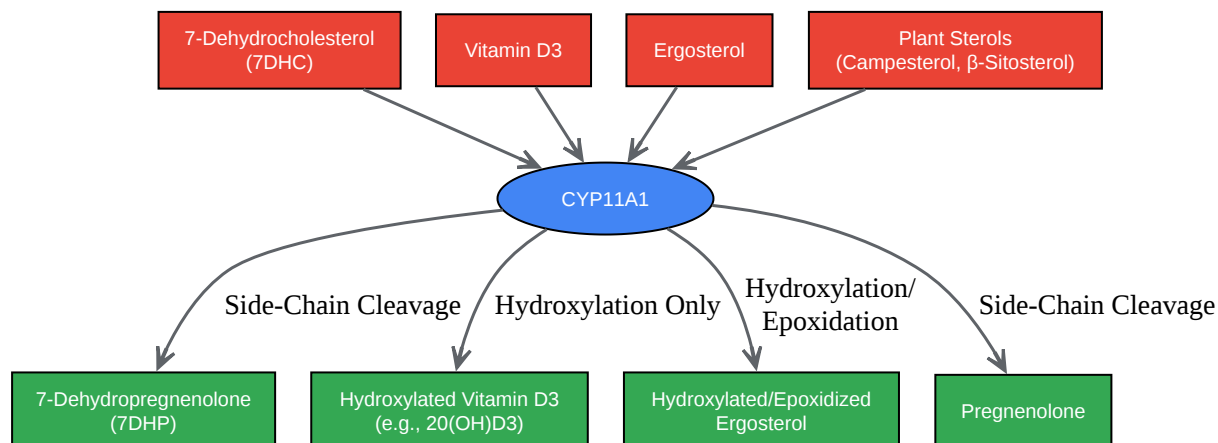 7-Dehydrocholesterol
(7DHC)
Vitamin D3
Ergosterol
Plant Sterols
(Campesterol, β-Sitosterol)
CYP11A1
Side-Chain Cleavage
Hydroxylation Only
Hydroxylation/
Epoxidation
Side-Chain Cleavage
7-Dehydropregnenolone
(7DHP)
Hydroxylated Vitamin D3
(e.g., 20(OH)D3)
Hydroxylated/Epoxidized
Ergosterol
Pregnenolone